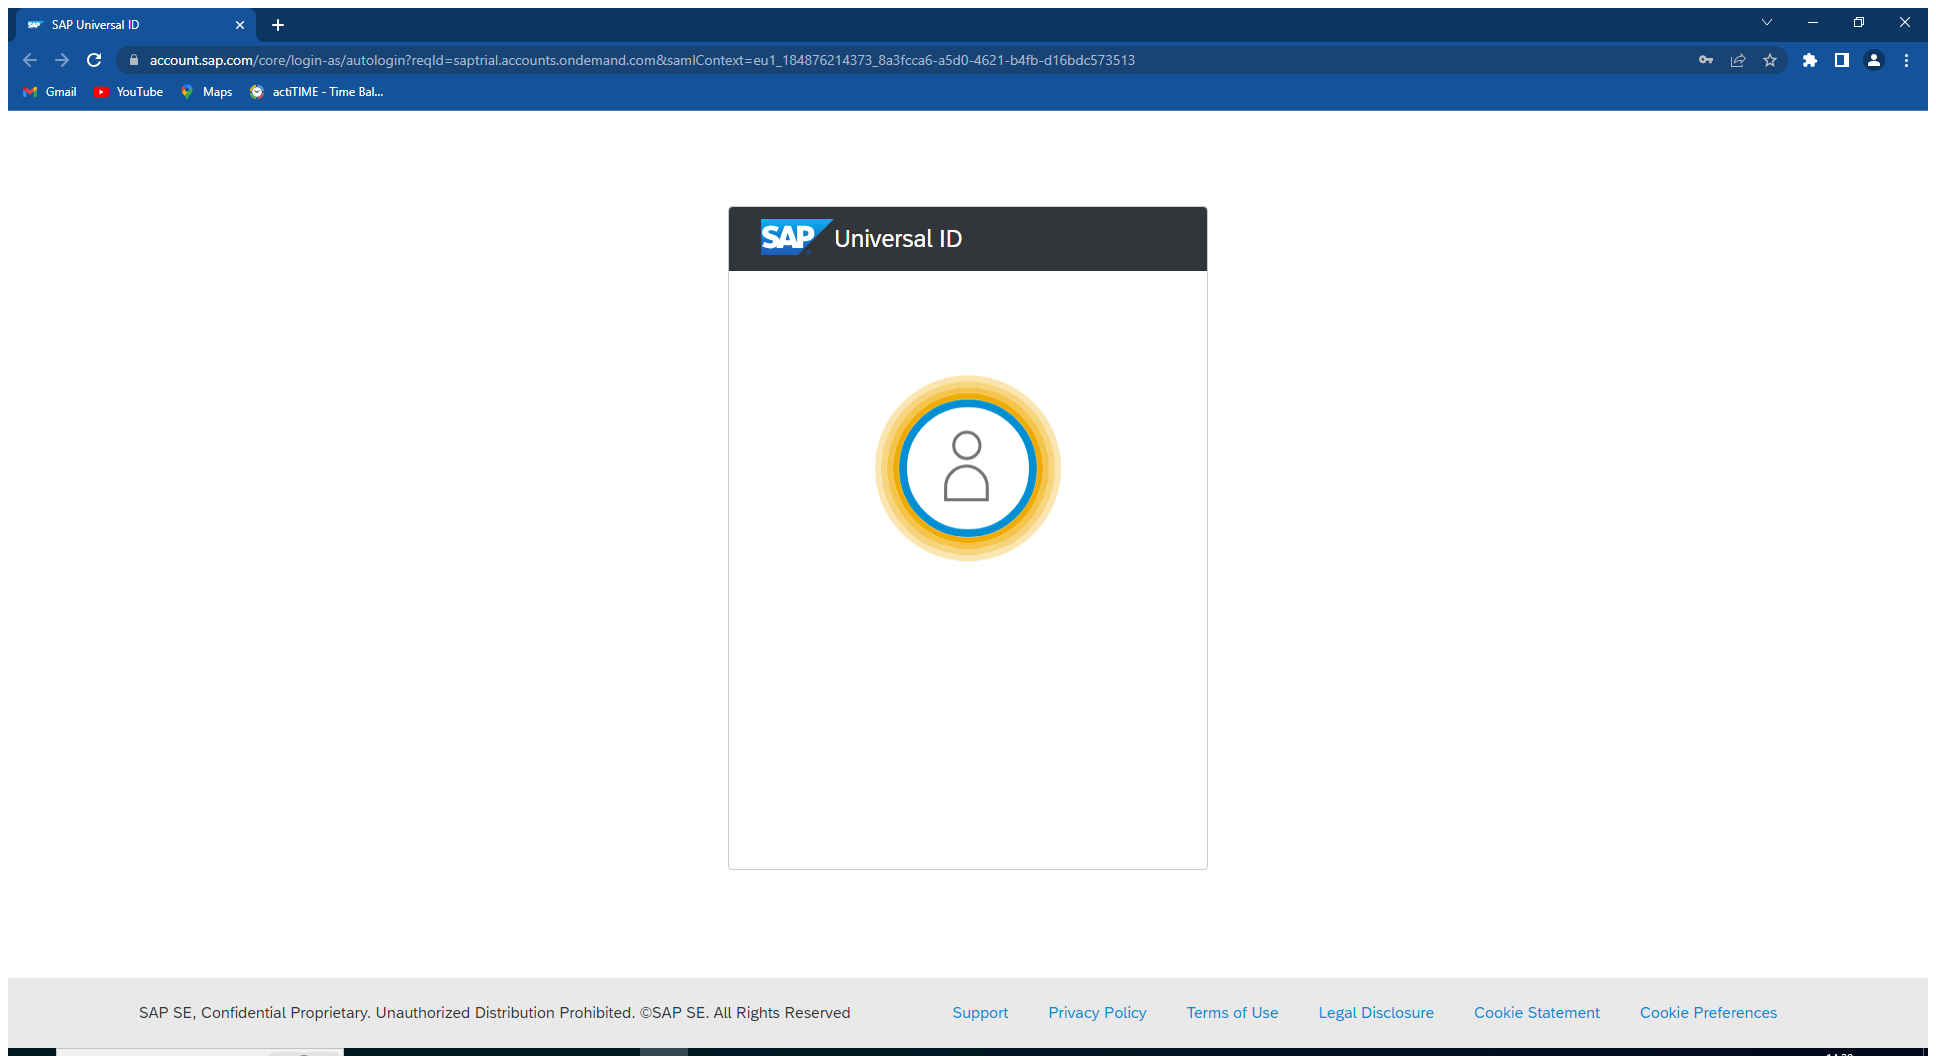 SAP Universal ID
account.sap.com/core/login-as/autologin?reqId=saptrial.accounts.ondemand.com&samlContext=eu1_184876214373_8a3fcca6-a5d0-4621-b4fb-d16bdc573513
Gmail YouTube Maps actiTIME - Time Bal...
SAP Universal ID
SAP SE, Confidential Proprietary. Unauthorized Distribution Prohibited. ©SAP SE. All Rights Reserved Support Privacy Policy Terms of Use Legal Disclosure Cookie Statement Cookie Preferences